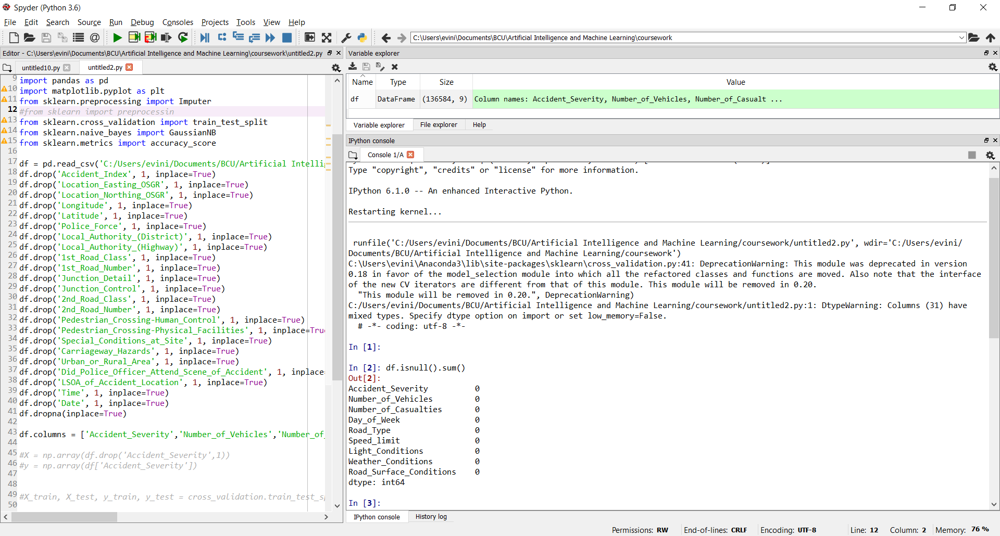 Spyder (Python 3.6)
File Edit Search Source Run Debug Consoles Projects Tools View Help
C:\Users\evini\Documents\BCU\Artificial Intelligence and Machine Learning\coursework
Editor - C:\Users\evini\Documents\BCU\Artificial Intelligence and Machine Learning\coursework\untitled2.py
untitled10.py untitled2.py
9 import pandas as pd
10 import matplotlib.pyplot as plt
11 from sklearn.preprocessing import Imputer
12 #from sklearn import preprocessin
13 from sklearn.cross_validation import train_test_split
14 from sklearn.naive_bayes import GaussianNB
15 from sklearn.metrics import accuracy_score
16
17 df = pd.read_csv('C:/Users/evini/Documents/BCU/Artificial Intelli
18 df.drop('Accident_Index', 1, inplace=True)
19 df.drop('Location_Easting_OSGR', 1, inplace=True)
20 df.drop('Location_Northing_OSGR', 1, inplace=True)
21 df.drop('Longitude', 1, inplace=True)
22 df.drop('Latitude', 1, inplace=True)
23 df.drop('Police_Force', 1, inplace=True)
24 df.drop('Local_Authority_(District)', 1, inplace=True)
25 df.drop('Local_Authority_(Highway)', 1, inplace=True)
26 df.drop('1st_Road_Class', 1, inplace=True)
27 df.drop('1st_Road_Number', 1, inplace=True)
28 df.drop('Junction_Detail', 1, inplace=True)
29 df.drop('Junction_Control', 1, inplace=True)
30 df.drop('2nd_Road_Class', 1, inplace=True)
31 df.drop('2nd_Road_Number', 1, inplace=True)
32 df.drop('Pedestrian_Crossing-Human_Control', 1, inplace=True)
33 df.drop('Pedestrian_Crossing-Physical_Facilities', 1, inplace=Tru
34 df.drop('Special_Conditions_at_Site', 1, inplace=True)
35 df.drop('Carriageway_Hazards', 1, inplace=True)
36 df.drop('Urban_or_Rural_Area', 1, inplace=True)
37 df.drop('Did_Police_Officer_Attend_Scene_of_Accident', 1, inplace
38 df.drop('LSOA_of_Accident_Location', 1, inplace=True)
39 df.drop('Time', 1, inplace=True)
40 df.drop('Date', 1, inplace=True)
41 df.dropna(inplace=True)
42
43 df.columns = ['Accident_Severity','Number_of_Vehicles','Number_of_
44
45 #X = np.array(df.drop('Accident_Severity',1))
46 #y = np.array(df['Accident_Severity'])
47
48
49 #X_train, X_test, y_train, y_test = cross_validation.train_test_s
50
Variable explorer
Name Type Size Value
df DataFrame (136584, 9) Column names: Accident_Severity, Number_of_Vehicles, Number_of_Casualt ...
Variable explorer File explorer Help
IPython console
Console 1/A
Type "copyright", "credits" or "license" for more information.
IPython 6.1.0 -- An enhanced Interactive Python.
Restarting kernel...
runfile('C:/Users/evini/Documents/BCU/Artificial Intelligence and Machine Learning/coursework/untitled2.py', wdir='C:/Users/evini/
Documents/BCU/Artificial Intelligence and Machine Learning/coursework')
C:\Users\evini\Anaconda3\lib\site-packages\sklearn\cross_validation.py:41: DeprecationWarning: This module was deprecated in version
0.18 in favor of the model_selection module into which all the refactored classes and functions are moved. Also note that the interface
of the new CV iterators are different from that of this module. This module will be removed in 0.20.
"This module will be removed in 0.20.", DeprecationWarning)
C:/Users/evini/Documents/BCU/Artificial Intelligence and Machine Learning/coursework/untitled2.py:1: DtypeWarning: Columns (31) have
mixed types. Specify dtype option on import or set low_memory=False.
# -*- coding: utf-8 -*-
In [1]:
In [2]: df.isnull().sum()
Out[2]:
Accident_Severity 0
Number_of_Vehicles 0
Number_of_Casualties 0
Day_of_Week 0
Road_Type 0
Speed_limit 0
Light_Conditions 0
Weather_Conditions 0
Road_Surface_Conditions 0
dtype: int64
In [3]:
IPython console History log
Permissions: RW End-of-lines: CRLF Encoding: UTF-8 Line: 12 Column: 2 Memory: 76 %